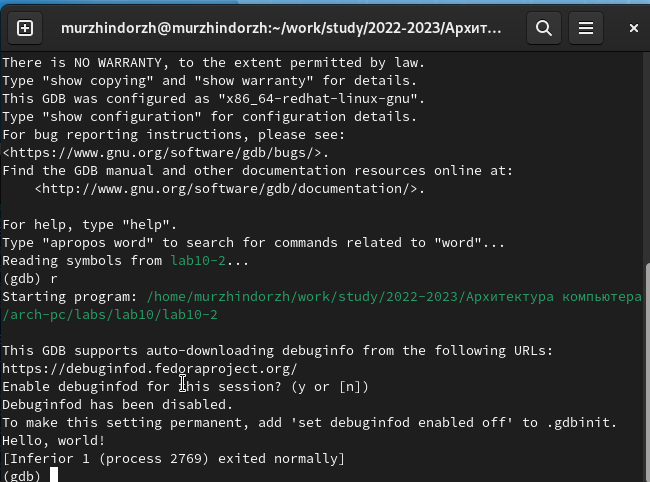 murzhindorzh@murzhindorzh:~/work/study/2022-2023/Архит...
There is NO WARRANTY, to the extent permitted by law.
Type "show copying" and "show warranty" for details.
This GDB was configured as "x86_64-redhat-linux-gnu".
Type "show configuration" for configuration details.
For bug reporting instructions, please see:
<https://www.gnu.org/software/gdb/bugs/>.
Find the GDB manual and other documentation resources online at:
    <http://www.gnu.org/software/gdb/documentation/>.
For help, type "help".
Type "apropos word" to search for commands related to "word"...
Reading symbols from lab10-2...
(gdb) r
Starting program: /home/murzhindorzh/work/study/2022-2023/Архитектура компьютера
/arch-pc/labs/lab10/lab10-2
This GDB supports auto-downloading debuginfo from the following URLs:
https://debuginfod.fedoraproject.org/
Enable debuginfod for this session? (y or [n])
Debuginfod has been disabled.
To make this setting permanent, add 'set debuginfod enabled off' to .gdbinit.
Hello, world!
[Inferior 1 (process 2769) exited normally]
(gdb)